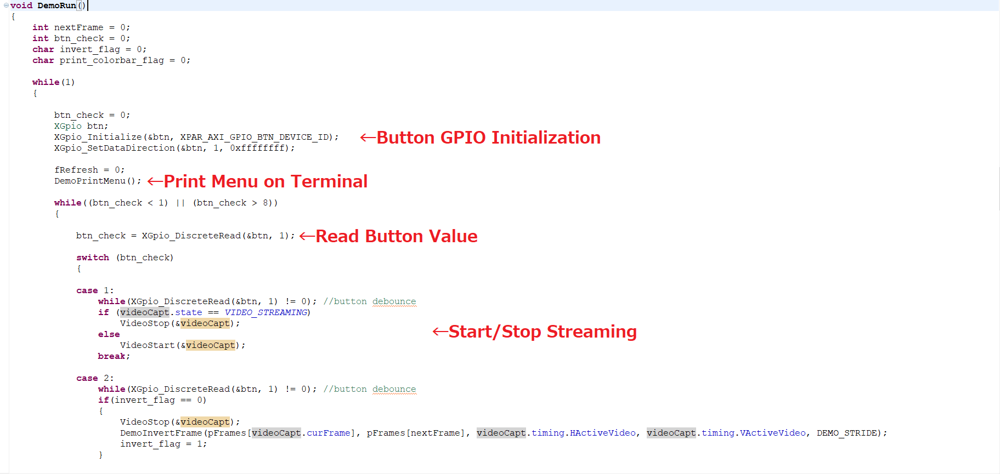 void DemoRun()
{
    int nextFrame = 0;
    int btn_check = 0;
    char invert_flag = 0;
    char print_colorbar_flag = 0;
    while(1)
    {
        btn_check = 0;
        XGpio btn;
        XGpio_Initialize(&btn, XPAR_AXI_GPIO_BTN_DEVICE_ID); ←Button GPIO Initialization
        XGpio_SetDataDirection(&btn, 1, 0xffffffff);
        fRefresh = 0;
        DemoPrintMenu(); ←Print Menu on Terminal
        while((btn_check < 1) || (btn_check > 8))
        {
            btn_check = XGpio_DiscreteRead(&btn, 1); ←Read Button Value
            switch (btn_check)
            {
            case 1:
                while(XGpio_DiscreteRead(&btn, 1) != 0); //button debounce
                if (videoCapt.state == VIDEO_STREAMING)
                    VideoStop(&videoCapt);
                else ←Start/Stop Streaming
                    VideoStart(&videoCapt);
                break;
            case 2:
                while(XGpio_DiscreteRead(&btn, 1) != 0); //button debounce
                if(invert_flag == 0)
                {
                    VideoStop(&videoCapt);
                    DemoInvertFrame(pFrames[videoCapt.curFrame], pFrames[nextFrame], videoCapt.timing.HActiveVideo, videoCapt.timing.VActiveVideo, DEMO_STRIDE);
                    invert_flag = 1;
                }